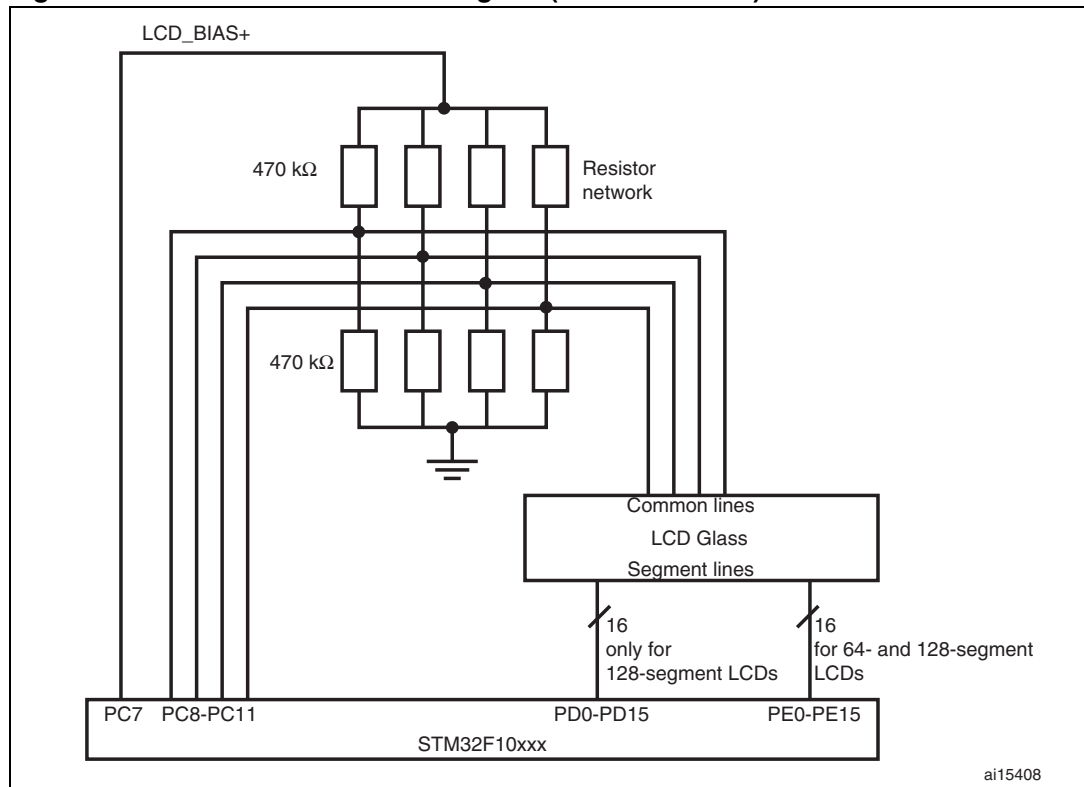 LCD_BIAS+
470 kΩ
Resistor
network
470 kΩ
Common lines
LCD Glass
Segment lines
16
only for
128-segment LCDs
16
for 64- and 128-segment
LCDs
PC7 PC8-PC11 PD0-PD15 PE0-PE15
STM32F10xxx
ai15408